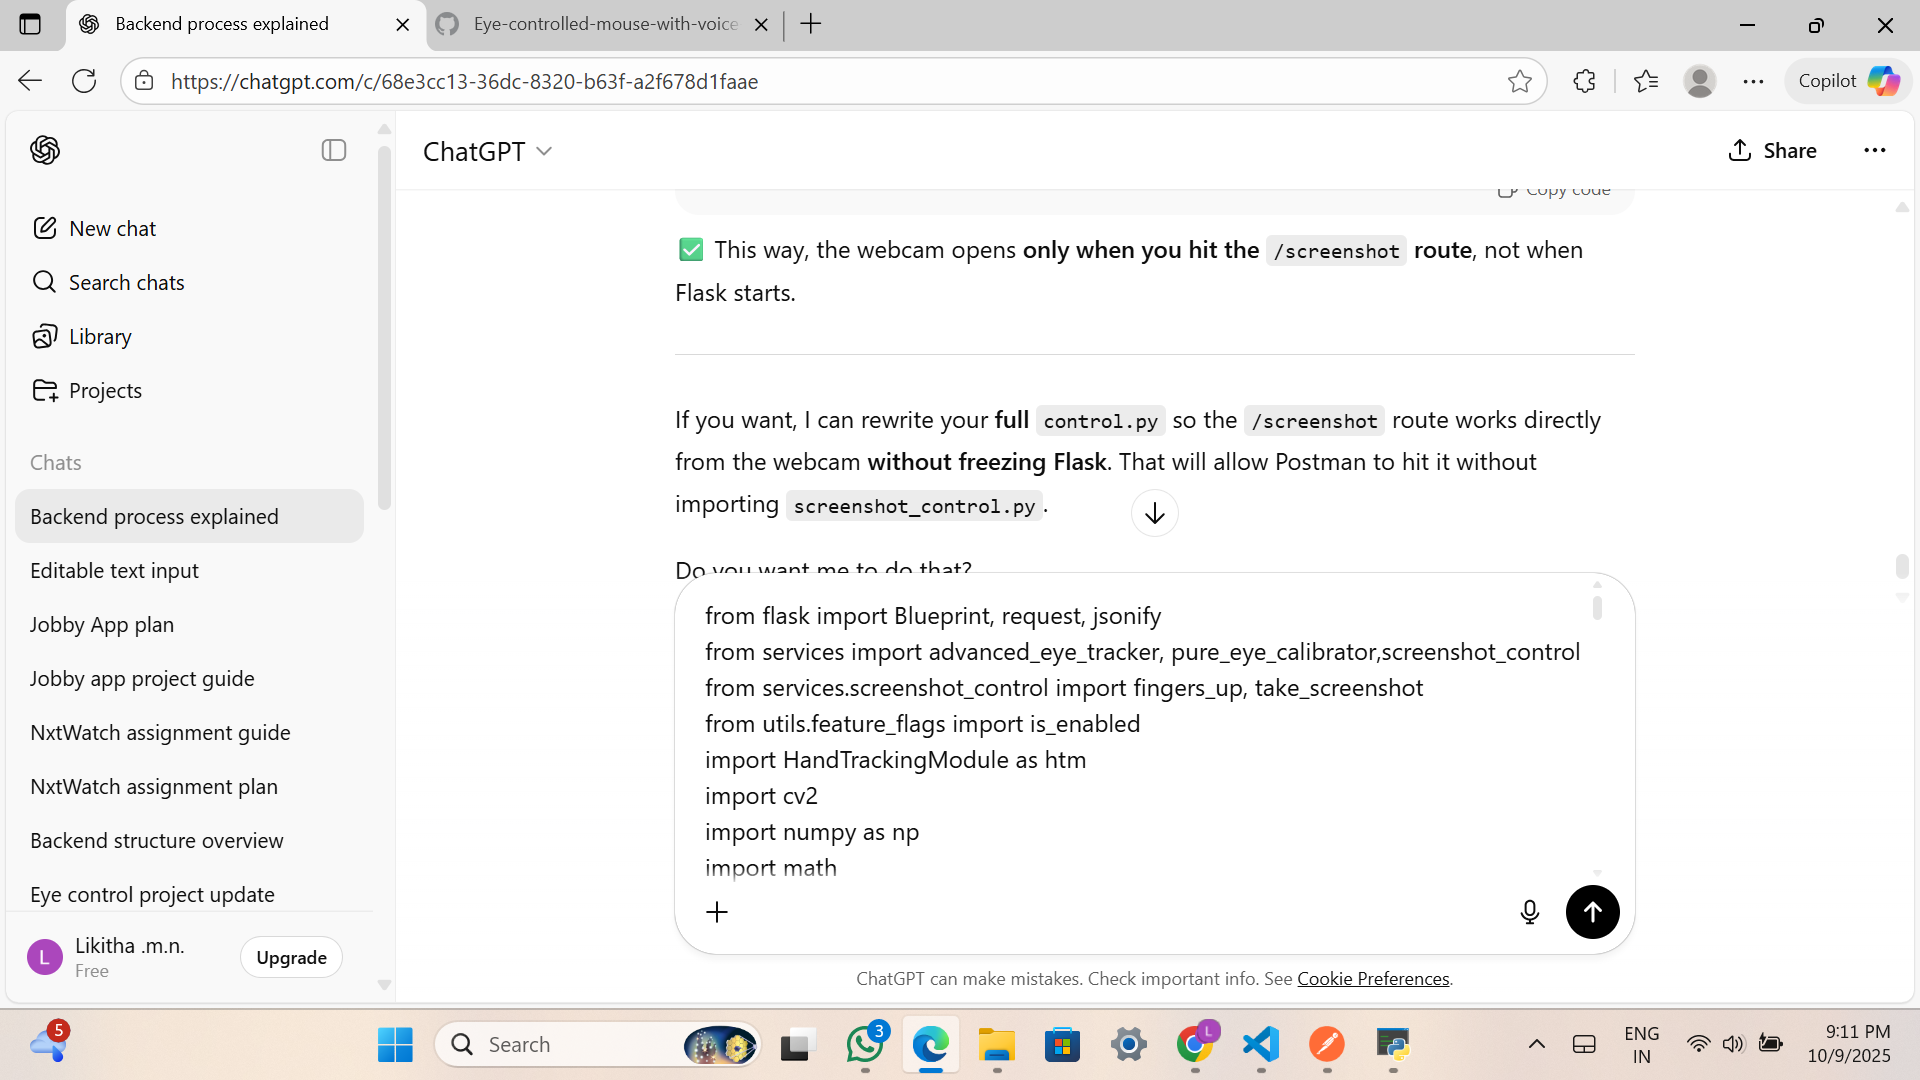 Backend process explained
Eye-controlled-mouse-with-voice
https://chatgpt.com/c/68e3cc13-36dc-8320-b63f-a2f678d1faae
Copilot
ChatGPT
Share
New chat
Search chats
Library
Projects
Chats
Backend process explained
Editable text input
Jobby App plan
Jobby app project guide
NxtWatch assignment guide
NxtWatch assignment plan
Backend structure overview
Eye control project update
L
Likitha .m.n.
Free
Upgrade
Copy code
✅ This way, the webcam opens only when you hit the /screenshot route, not when
Flask starts.
If you want, I can rewrite your full control.py so the /screenshot route works directly
from the webcam without freezing Flask. That will allow Postman to hit it without
importing screenshot_control.py.
Do you want me to do that?
from flask import Blueprint, request, jsonify
from services import advanced_eye_tracker, pure_eye_calibrator,screenshot_control
from services.screenshot_control import fingers_up, take_screenshot
from utils.feature_flags import is_enabled
import HandTrackingModule as htm
import cv2
import numpy as np
import math
ChatGPT can make mistakes. Check important info. See Cookie Preferences.
5
Search
3
L
ENG
IN
9:11 PM
10/9/2025